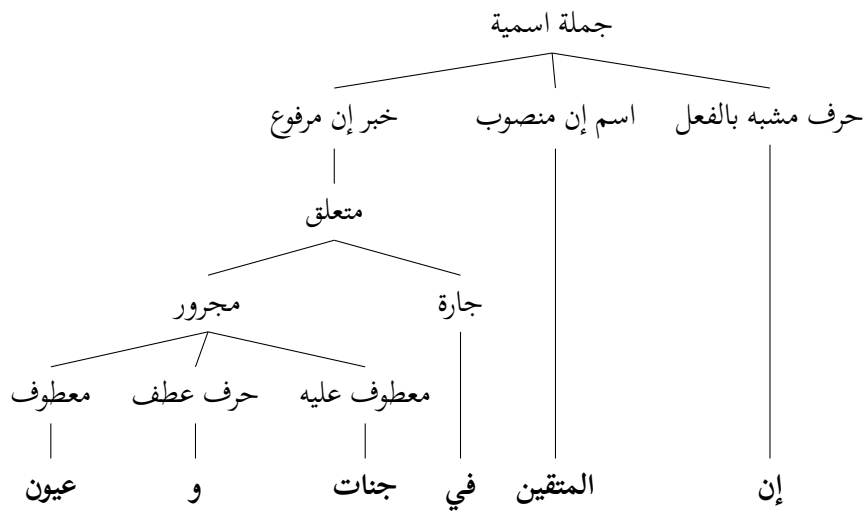 جملة اسمية
حرف مشبه بالفعل اسم إن منصوب خبر إن مرفوع
متعلق
جارة مجرور
معطوف عليه حرف عطف معطوف
إن المتقين في جنات و عيون